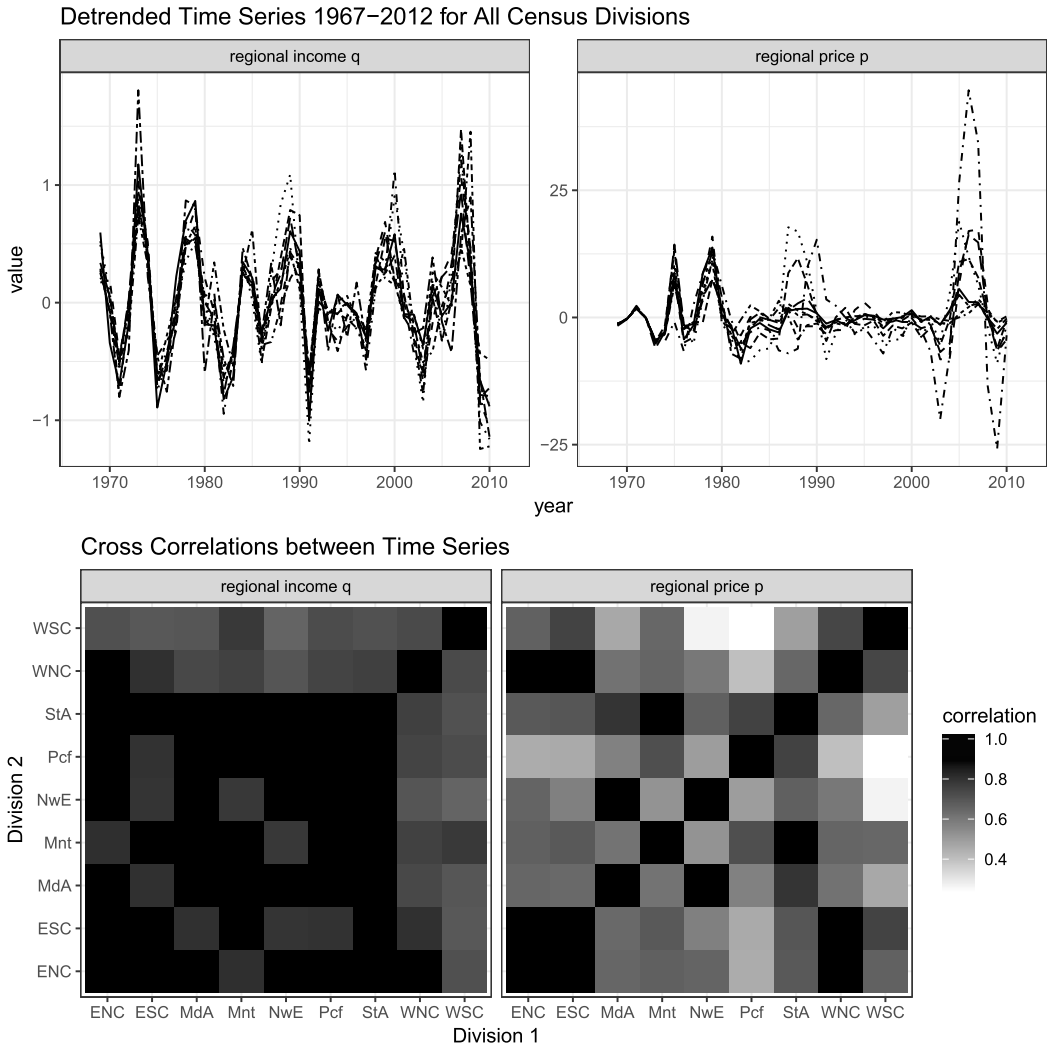 Detrended Time Series 1967−2012 for All Census Divisions
regional income q
regional price p
value
1
0
−1
25
0
−25
1970 1980 1990 2000 2010
1970 1980 1990 2000 2010
year
Cross Correlations between Time Series
regional income q
regional price p
Division 2
WSC
WNC
StA
Pcf
NwE
Mnt
MdA
ESC
ENC
ENC ESC MdA Mnt NwE Pcf StA WNC WSC
ENC ESC MdA Mnt NwE Pcf StA WNC WSC
Division 1
correlation
1.0
0.8
0.6
0.4